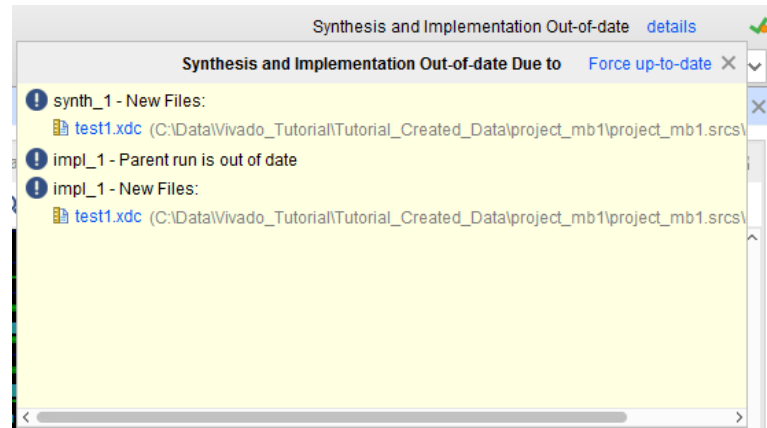 Synthesis and Implementation Out-of-date details
Synthesis and Implementation Out-of-date Due to Force up-to-date
synth_1 - New Files:
test1.xdc (C:\Data\Vivado_Tutorial\Tutorial_Created_Data\project_mb1\project_mb1.srcs\
impl_1 - Parent run is out of date
impl_1 - New Files:
test1.xdc (C:\Data\Vivado_Tutorial\Tutorial_Created_Data\project_mb1\project_mb1.srcs\